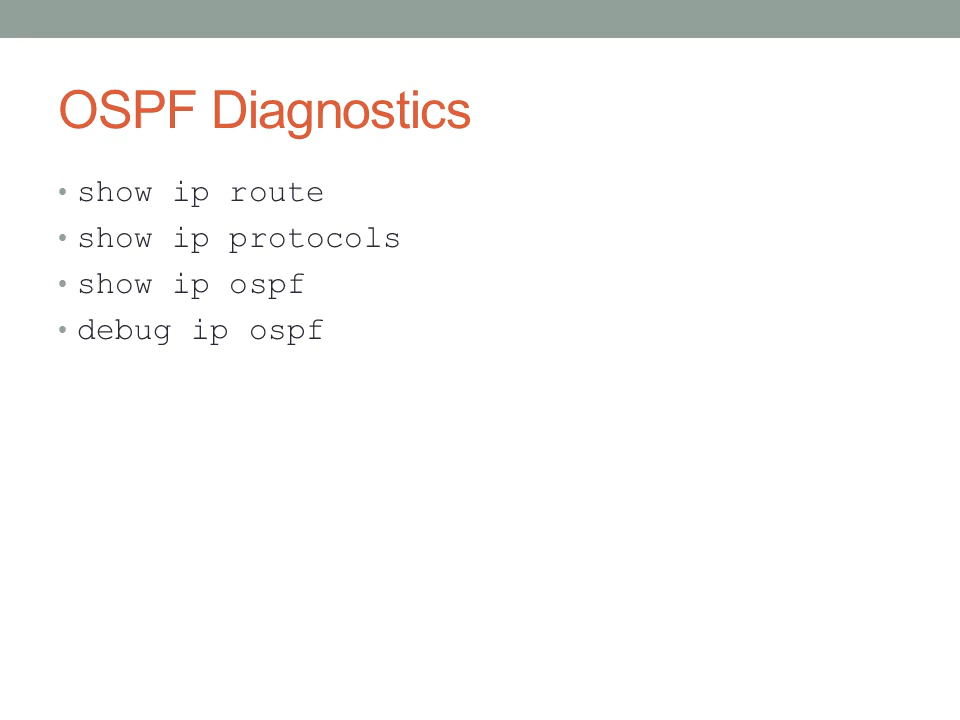 OSPF Diagnostics
• show ip route
• show ip protocols
• show ip ospf
• debug ip ospf